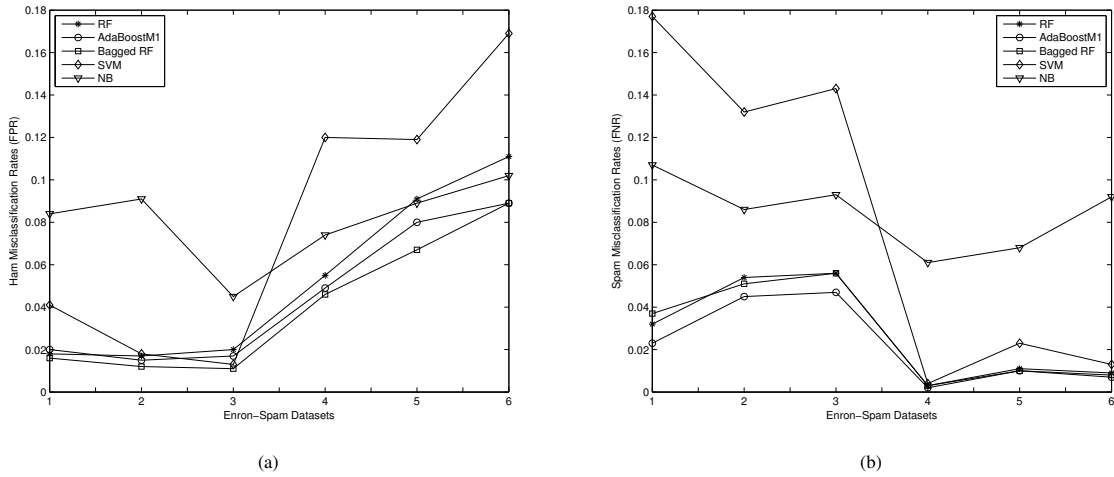 0.18
0.16
0.14
0.12
0.1
0.08
0.06
0.04
0.02
0
Ham Misclassification Rates (FPR)
RF
AdaBoostM1
Bagged RF
SVM
NB
1 2 3 4 5 6
Enron−Spam Datasets
(a)
0.18
0.16
0.14
0.12
0.1
0.08
0.06
0.04
0.02
0
Spam Misclassification Rates (FNR)
RF
AdaBoostM1
Bagged RF
SVM
NB
1 2 3 4 5 6
Enron−Spam Datasets
(b)